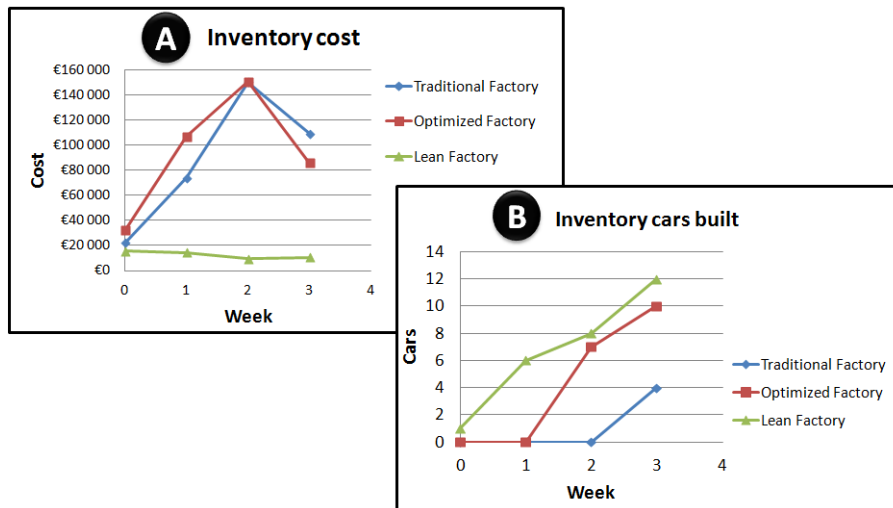 A Inventory cost
€160 000
€140 000
€120 000
€100 000
€80 000
€60 000
€40 000
€20 000
€0
Cost
0 1 2 3 4
Week
Traditional Factory
Optimized Factory
Lean Factory
B Inventory cars built
14
12
10
8
6
4
2
0
Cars
0 1 2 3 4
Week
Traditional Factory
Optimized Factory
Lean Factory